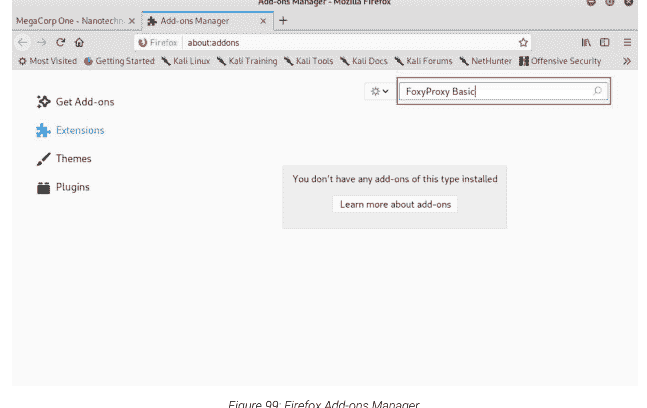 Add-ons Manager - Mozilla Firefox
MegaCorp One - Nanotechn
Add-ons Manager
Firefox about:addons
Most Visited Getting Started Kali Linux Kali Training Kali Tools Kali Docs Kali Forums NetHunter Offensive Security
Get Add-ons
FoxyProxy Basic
Extensions
Themes
Plugins
You don't have any add-ons of this type installed
Learn more about add-ons
Figure 99: Firefox Add-ons Manager